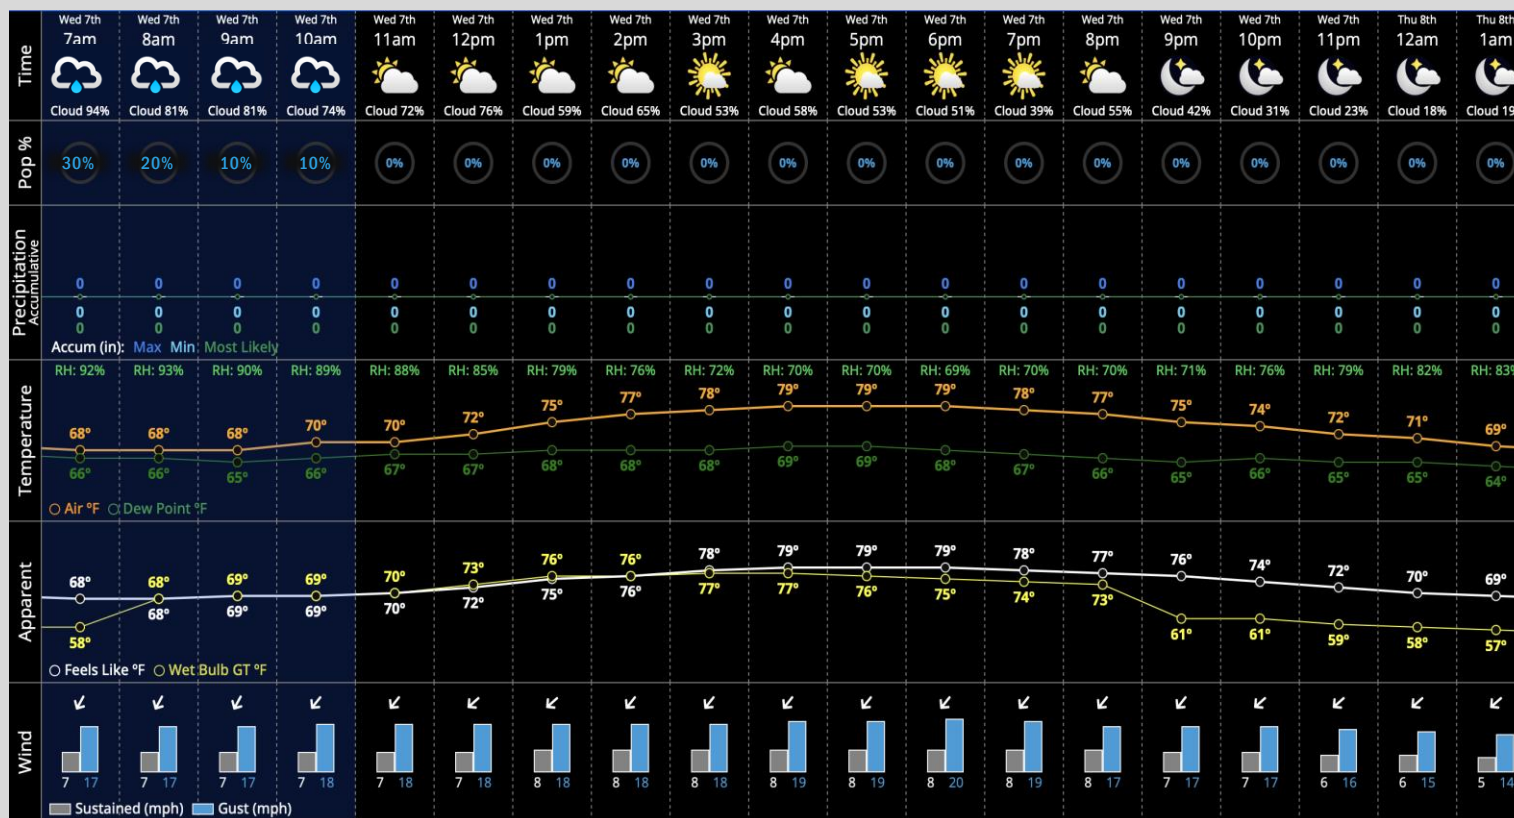 Time
Wed 7th Wed 7th Wed 7th Wed 7th Wed 7th Wed 7th Wed 7th Wed 7th Wed 7th Wed 7th Wed 7th Wed 7th Wed 7th Wed 7th Wed 7th Wed 7th Wed 7th Thu 8th Thu 8th
7am 8am 9am 10am 11am 12pm 1pm 2pm 3pm 4pm 5pm 6pm 7pm 8pm 9pm 10pm 11pm 12am 1am
Cloud 94% Cloud 81% Cloud 81% Cloud 74% Cloud 72% Cloud 76% Cloud 59% Cloud 65% Cloud 53% Cloud 58% Cloud 53% Cloud 51% Cloud 39% Cloud 55% Cloud 42% Cloud 31% Cloud 23% Cloud 18% Cloud 19
Pop %
30% 20% 10% 10% 0% 0% 0% 0% 0% 0% 0% 0% 0% 0% 0% 0% 0% 0% 0%
Precipitation
Accumulative
0 0 0 0 0 0 0 0 0 0 0 0 0 0 0 0 0 0 0
0 0 0 0 0 0 0 0 0 0 0 0 0 0 0 0 0 0 0
0 0 0 0 0 0 0 0 0 0 0 0 0 0 0 0 0 0 0
Accum (in): Max Min Most Likely
Temperature
RH: 92% RH: 93% RH: 90% RH: 89% RH: 88% RH: 85% RH: 79% RH: 76% RH: 72% RH: 70% RH: 70% RH: 69% RH: 70% RH: 70% RH: 71% RH: 76% RH: 79% RH: 82% RH: 83%
68° 68° 68° 70° 70° 72° 75° 77° 78° 79° 79° 79° 78° 77° 75° 74° 72° 71° 69°
66° 66° 65° 66° 67° 67° 68° 68° 68° 69° 69° 68° 67° 66° 65° 66° 65° 65° 64°
Air °F Dew Point °F
Apparent
68° 68° 69° 69° 70° 73° 76° 76° 78° 79° 79° 79° 78° 77° 76° 74° 72° 70° 69°
58° 68° 69° 69° 70° 72° 75° 76° 77° 77° 76° 75° 74° 73° 61° 61° 59° 58° 57°
Feels Like °F Wet Bulb GT °F
Wind
7 17 7 17 7 17 7 18 7 18 7 18 8 18 8 18 8 18 8 19 8 19 8 20 8 19 8 17 7 17 7 17 6 16 6 15 5 14
Sustained (mph) Gust (mph)